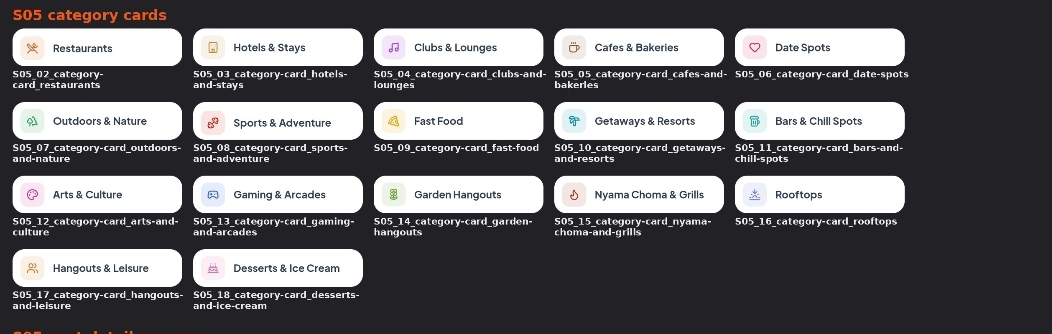 S05 category cards
Restaurants
Hotels & Stays
Clubs & Lounges
Cafes & Bakeries
Date Spots
S05_02_category-
card_restaurants
S05_03_category-card_hotels-
and-stays
S05_04_category-card_clubs-and-
lounges
S05_05_category-card_cafes-and-
bakeries
S05_06_category-card_date-spots
Outdoors & Nature
Sports & Adventure
Fast Food
Getaways & Resorts
Bars & Chill Spots
S05_07_category-card_outdoors-
and-nature
S05_08_category-card_sports-
and-adventure
S05_09_category-card_fast-food
S05_10_category-card_getaways-
and-resorts
S05_11_category-card_bars-and-
chill-spots
Arts & Culture
Gaming & Arcades
Garden Hangouts
Nyama Choma & Grills
Rooftops
S05_12_category-card_arts-and-
culture
S05_13_category-card_gaming-
and-arcades
S05_14_category-card_garden-
hangouts
S05_15_category-card_nyama-
choma-and-grills
S05_16_category-card_rooftops
Hangouts & Leisure
Desserts & Ice Cream
S05_17_category-card_hangouts-
and-leisure
S05_18_category-card_desserts-
and-ice-cream